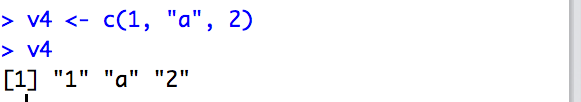 > v4 <- c(1, "a", 2)
> v4
[1] "1" "a" "2"